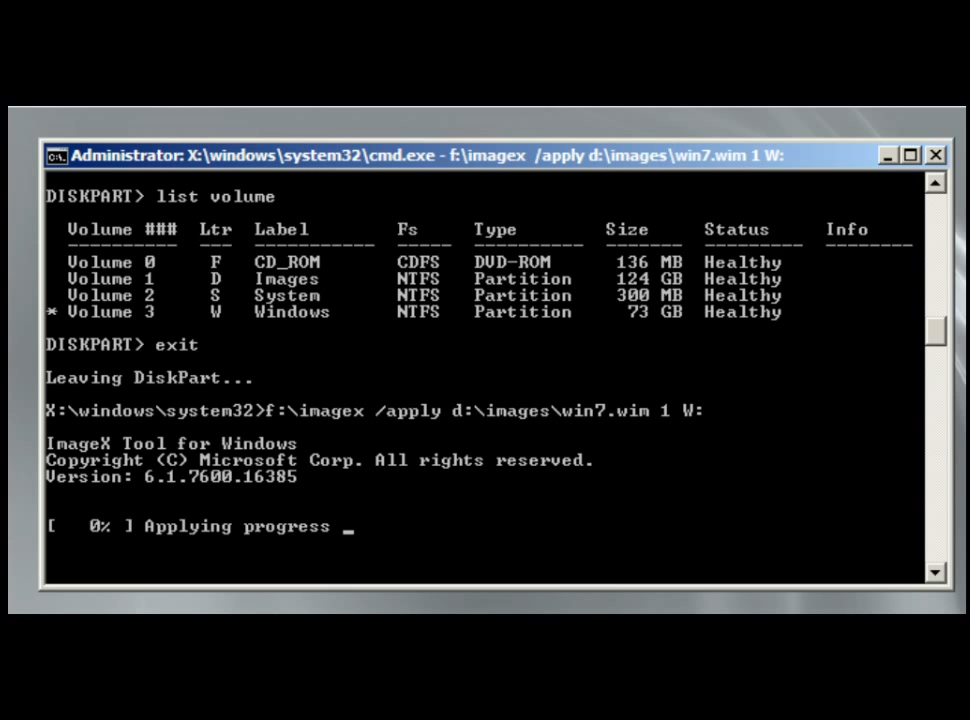 Administrator: X:\windows\system32\cmd.exe - f:\imagex /apply d:\images\win7.wim 1 W:
DISKPART> list volume
Volume ### Ltr Label Fs Type Size Status Info
---------- --- ----------- ----- ---------- ------- --------- --------
Volume 0 F CD_ROM CDFS DVD-ROM 136 MB Healthy
Volume 1 D Images NTFS Partition 124 GB Healthy
Volume 2 S System NTFS Partition 300 MB Healthy
* Volume 3 W Windows NTFS Partition 73 GB Healthy
DISKPART> exit
Leaving DiskPart...
X:\windows\system32>f:\imagex /apply d:\images\win7.wim 1 W:
ImageX Tool for Windows
Copyright (C) Microsoft Corp. All rights reserved.
Version: 6.1.7600.16385
[ 0% ] Applying progress _